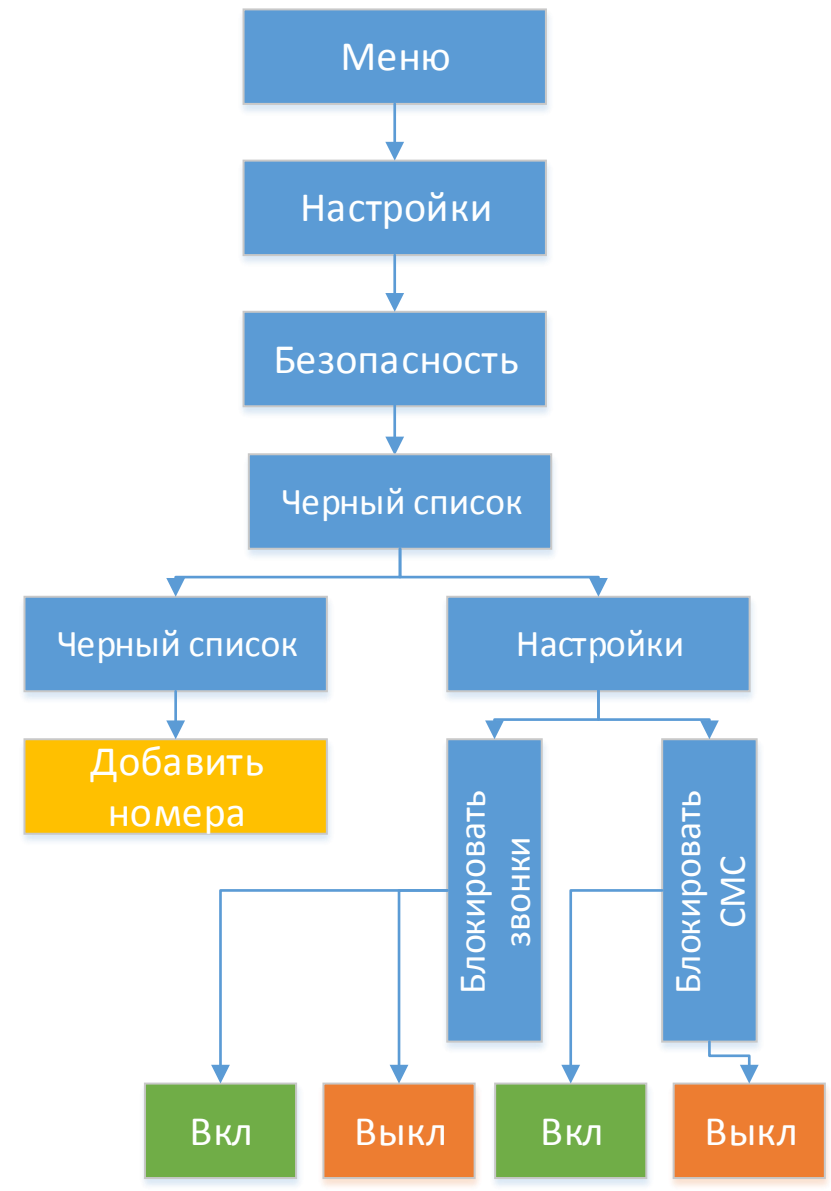 Меню
Настройки
Безопасность
Черный список
Черный список
Настройки
Добавить
номера
Блокировать
звонки
Блокировать
СМС
Вкл
Выкл
Вкл
Выкл